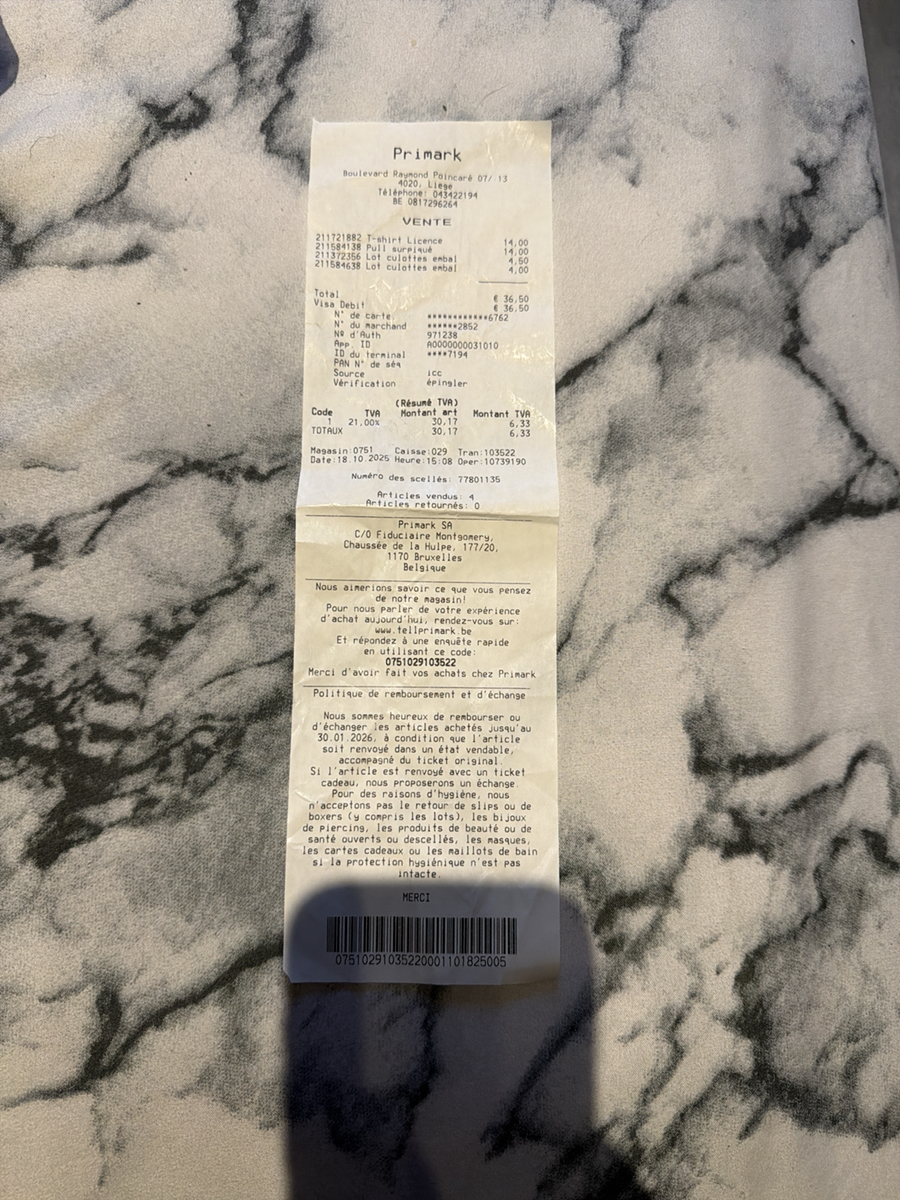 Primark
Boulevard Raymond Poincaré 07/ 13
4020, Liege
Téléphone: 043422194
BE 0817296264
VENTE
211721882 T-shirt Licence 14,00
211584138 Pull surpiqué 14,00
211372356 Lot culottes embal 4,50
211584638 Lot culottes embal 4,00
Total € 36,50
Visa Debit € 36,50
N° de carte. ************6762
N° du marchand ******2852
Nº d'Auth 971238
App. ID A0000000031010
ID du terminal ****7194
PAN N° de séq
Source icc
Vérification épingler
(Résumé TVA)
Code TVA Montant art Montant TVA
1 21,00% 30,17 6,33
TOTAUX 30,17 6,33
Magasin:0751 Caisse:029 Tran:103522
Date:18.10.2025 Heure:15:08 Oper:10739190
Numéro des scellés: 77801135
Articles vendus: 4
Articles retournés: 0
Primark SA
C/O Fiduciaire Montgomery,
Chaussée de la Hulpe, 177/20,
1170 Bruxelles
Belgique
Nous aimerions savoir ce que vous pensez
de notre magasin!
Pour nous parler de votre expérience
d'achat aujourd'hui, rendez-vous sur:
www.tellprimark.be
Et répondez à une enquête rapide
en utilisant ce code:
0751029103522
Merci d'avoir fait vos achats chez Primark
Politique de remboursement et d'échange
Nous sommes heureux de rembourser ou
d'échanger les articles achetés jusqu'au
30.01.2026, à condition que l'article
soit renvoyé dans un état vendable,
accompagné du ticket original.
Si l'article est renvoyé avec un ticket
cadeau, nous proposerons un échange.
Pour des raisons d'hygiène, nous
n'acceptons pas le retour de slips ou de
boxers (y compris les lots), les bijoux
de piercing, les produits de beauté ou de
santé ouverts ou descellés, les masques,
les cartes cadeaux ou les maillots de bain
si la protection hygiénique n'est pas
intacte.
MERCI
07510291035220001101825005